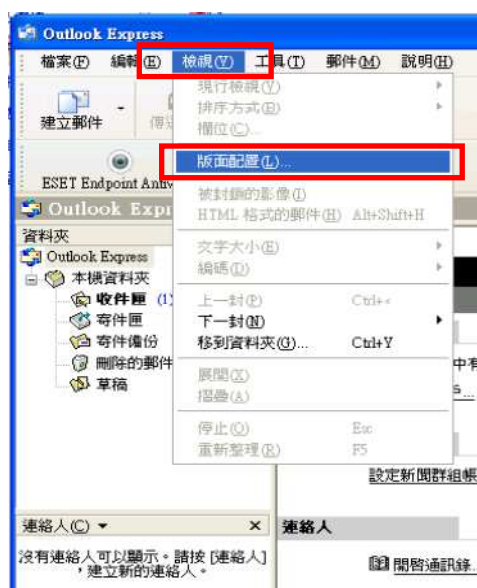 Outlook Express
檔案(F) 編輯(E) 檢視(V) 工具(T) 郵件(M) 說明(H)
建立郵件
現行檢視(V)
排序方式(B)
欄位(C)...
版面配置(L)...
ESET Endpoint Antiv
被封鎖的影像(I)
HTML 格式的郵件(H) Alt+Shift+H
Outlook Expr
資料夾
Outlook Express
文字大小(E)
編碼(D)
本機資料夾
收件匣 (1)
上一封(P) Ctrl+<
寄件匣
下一封(N)
寄件備份
移到資料夾(G)... Ctrl+Y
刪除的郵件
展開(X)
草稿
摺疊(A)
停止(O) Esc
重新整理(R) F5
中有
設定新聞群組帳
連絡人(C)
連絡人
沒有連絡人可以顯示。請按 [連絡人]
，建立新的連絡人。
開啓通訊錄...